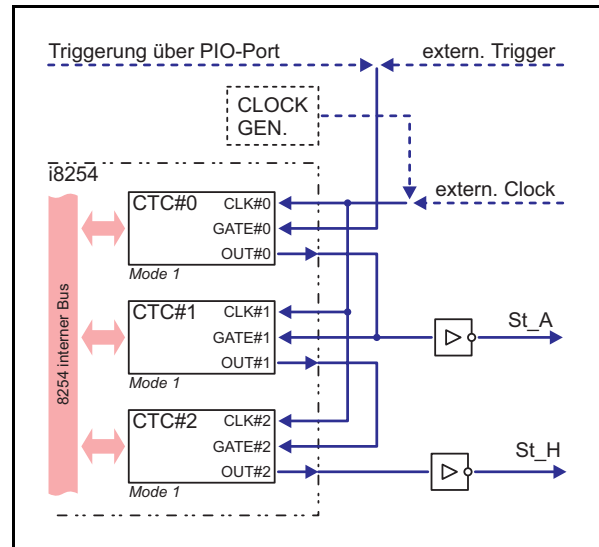 Triggerung über PIO-Port
extern. Trigger
CLOCK
GEN.
i8254
extern. Clock
CTC#0
CLK#0
GATE#0
OUT#0
Mode 1
CTC#1
CLK#1
GATE#1
OUT#1
Mode 1
St_A
CTC#2
CLK#2
GATE#2
OUT#2
Mode 1
St_H
8254 interner Bus